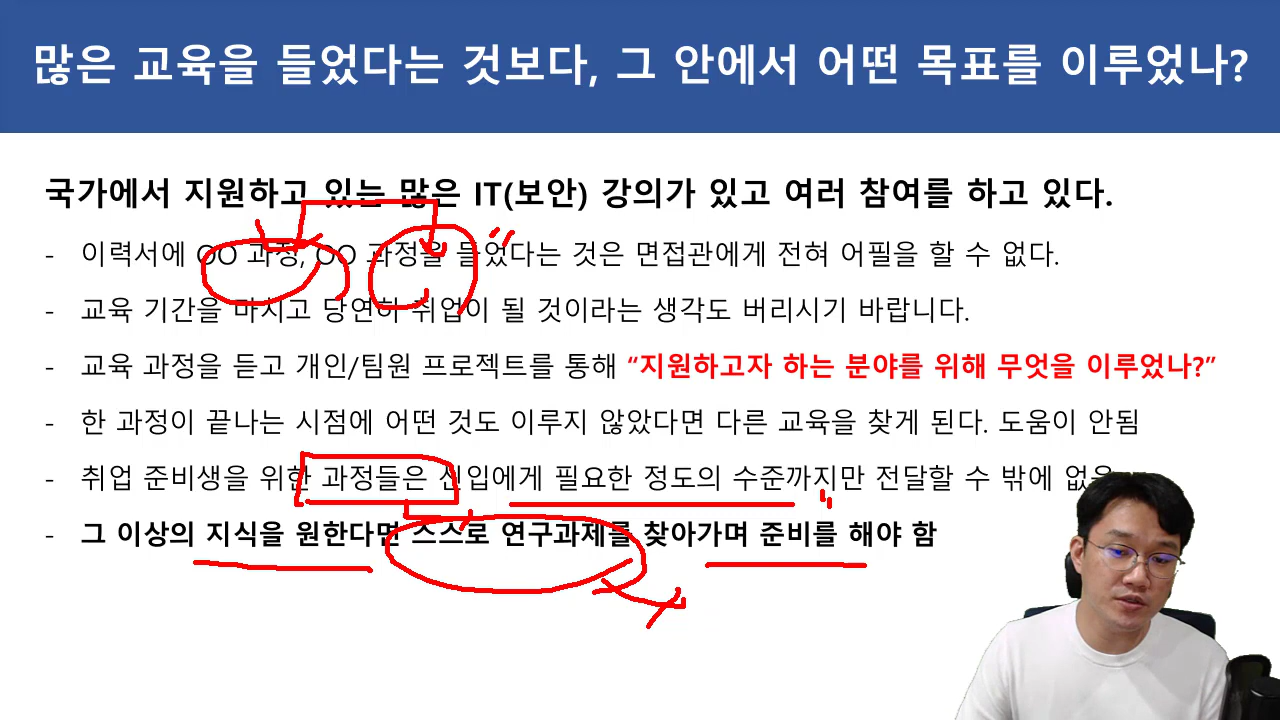 많은 교육을 들었다는 것보다, 그 안에서 어떤 목표를 이루었나?
국가에서 지원하고 있는 많은 IT(보안) 강의가 있고 여러 참여를 하고 있다.
- 이력서에 OO 과정, OO 과정을 들었다는 것은 면접관에게 전혀 어필을 할 수 없다.
- 교육 기간을 마치고 당연히 취업이 될 것이라는 생각도 버리시기 바랍니다.
- 교육 과정을 듣고 개인/팀원 프로젝트를 통해 “지원하고자 하는 분야를 위해 무엇을 이루었나?”
- 한 과정이 끝나는 시점에 어떤 것도 이루지 않았다면 다른 교육을 찾게 된다. 도움이 안됨
- 취업 준비생을 위한 과정들은 신입에게 필요한 정도의 수준까지만 전달할 수 밖에 없음
- 그 이상의 지식을 원한다면 스스로 연구과제를 찾아가며 준비를 해야 함